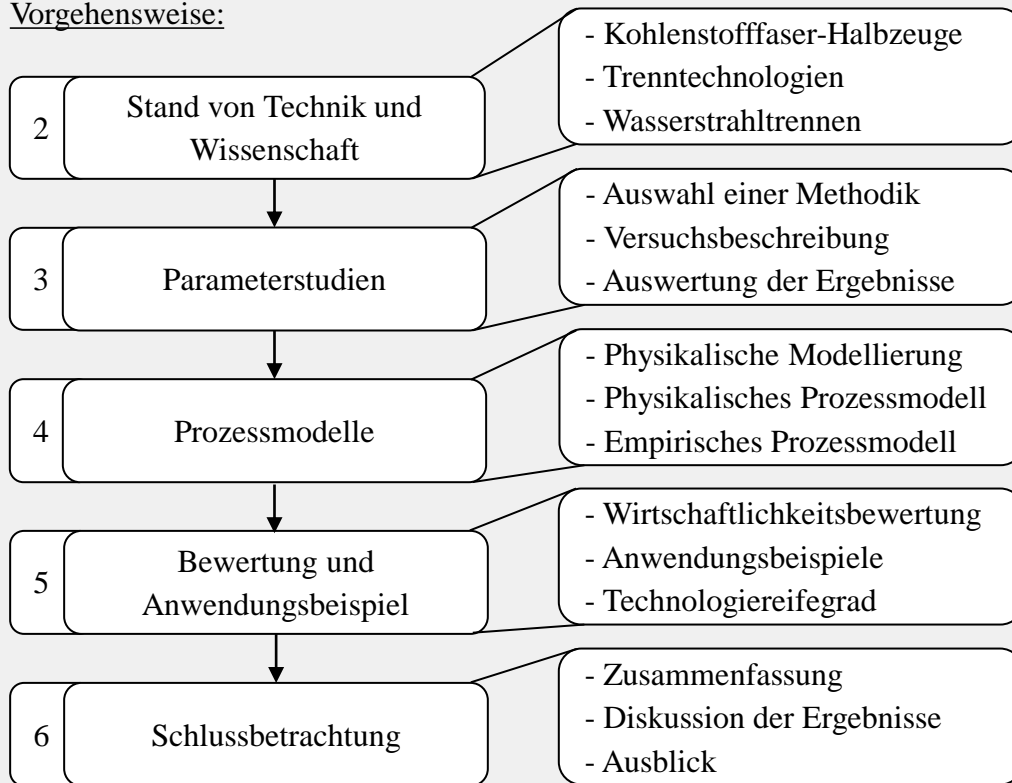 Vorgehensweise:
2
Stand von Technik und
Wissenschaft
- Kohlenstofffaser-Halbzeuge
- Trenntechnologien
- Wasserstrahltrennen
3
Parameterstudien
- Auswahl einer Methodik
- Versuchsbeschreibung
- Auswertung der Ergebnisse
4
Prozessmodelle
- Physikalische Modellierung
- Physikalisches Prozessmodell
- Empirisches Prozessmodell
5
Bewertung und
Anwendungsbeispiel
- Wirtschaftlichkeitsbewertung
- Anwendungsbeispiele
- Technologiereifegrad
6
Schlussbetrachtung
- Zusammenfassung
- Diskussion der Ergebnisse
- Ausblick